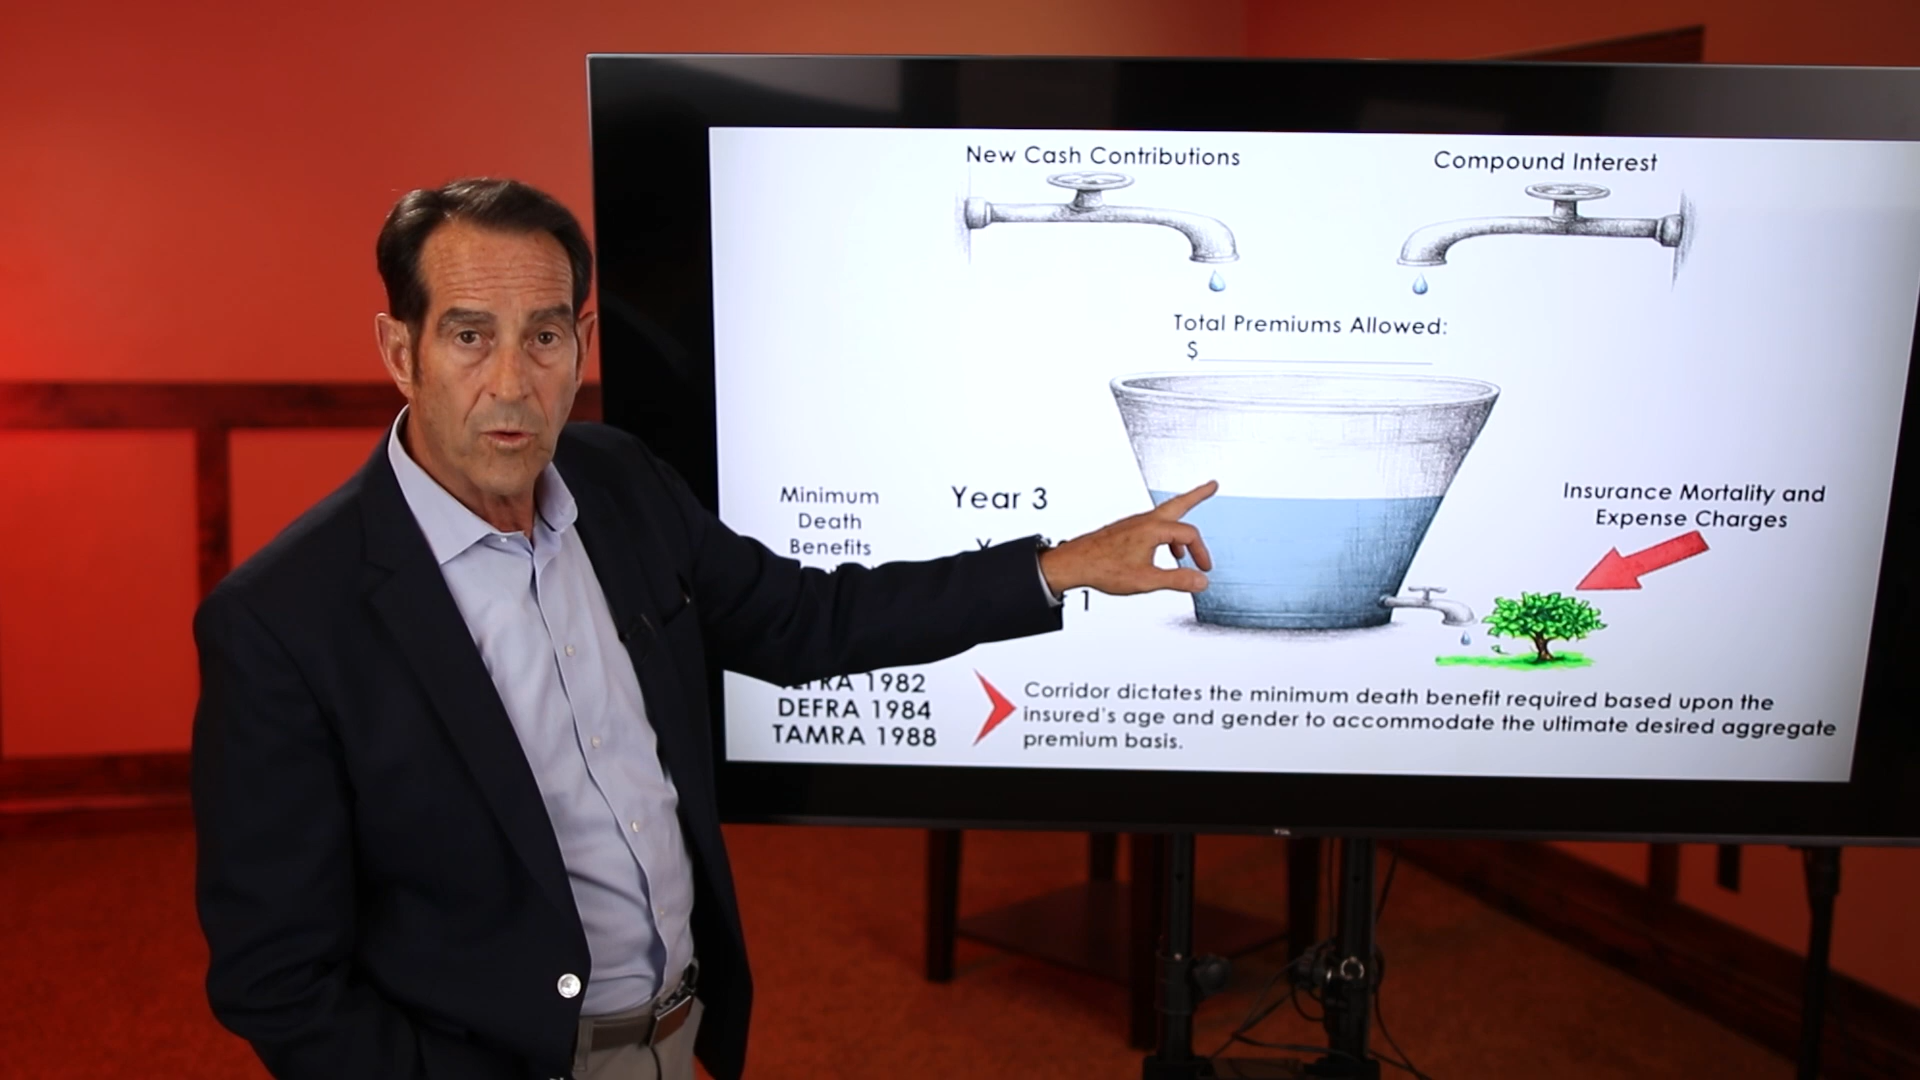 New Cash Contributions
Compound Interest
Total Premiums Allowed:
$
Minimum
Death
Benefits
Year 3
1
Insurance Mortality and
Expense Charges
1982
DEFRA 1984
TAMRA 1988
Corridor dictates the minimum death benefit required based upon the
insured's age and gender to accommodate the ultimate desired aggregate
premium basis.